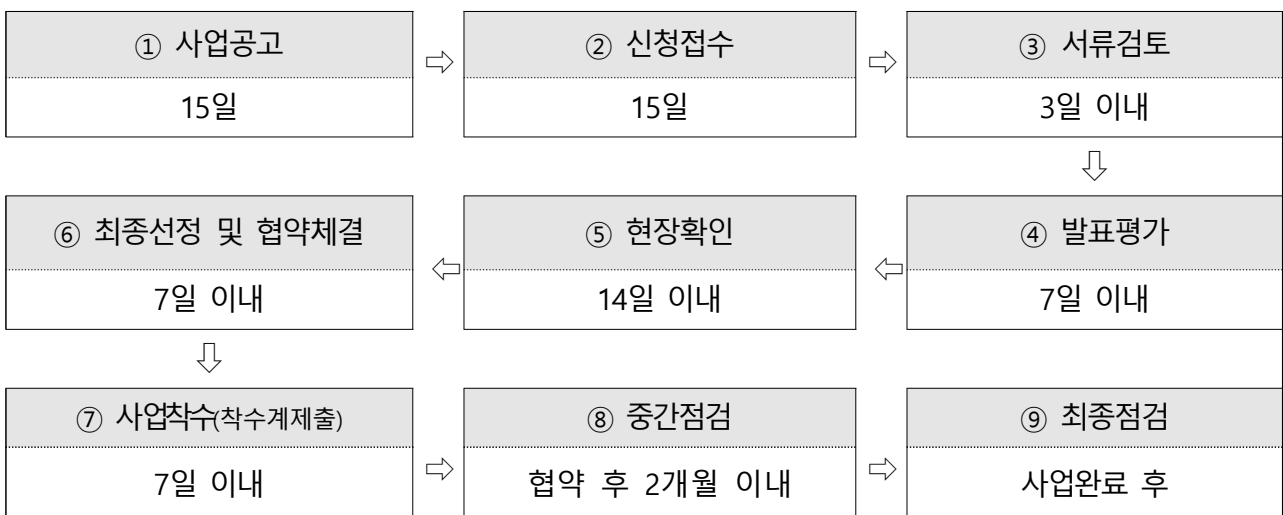 ① 사업공고
15일
② 신청접수
15일
③ 서류검토
3일 이내
④ 발표평가
7일 이내
⑤ 현장확인
14일 이내
⑥ 최종선정 및 협약체결
7일 이내
⑦ 사업착수(착수계제출)
7일 이내
⑧ 중간점검
협약 후 2개월 이내
⑨ 최종점검
사업완료 후